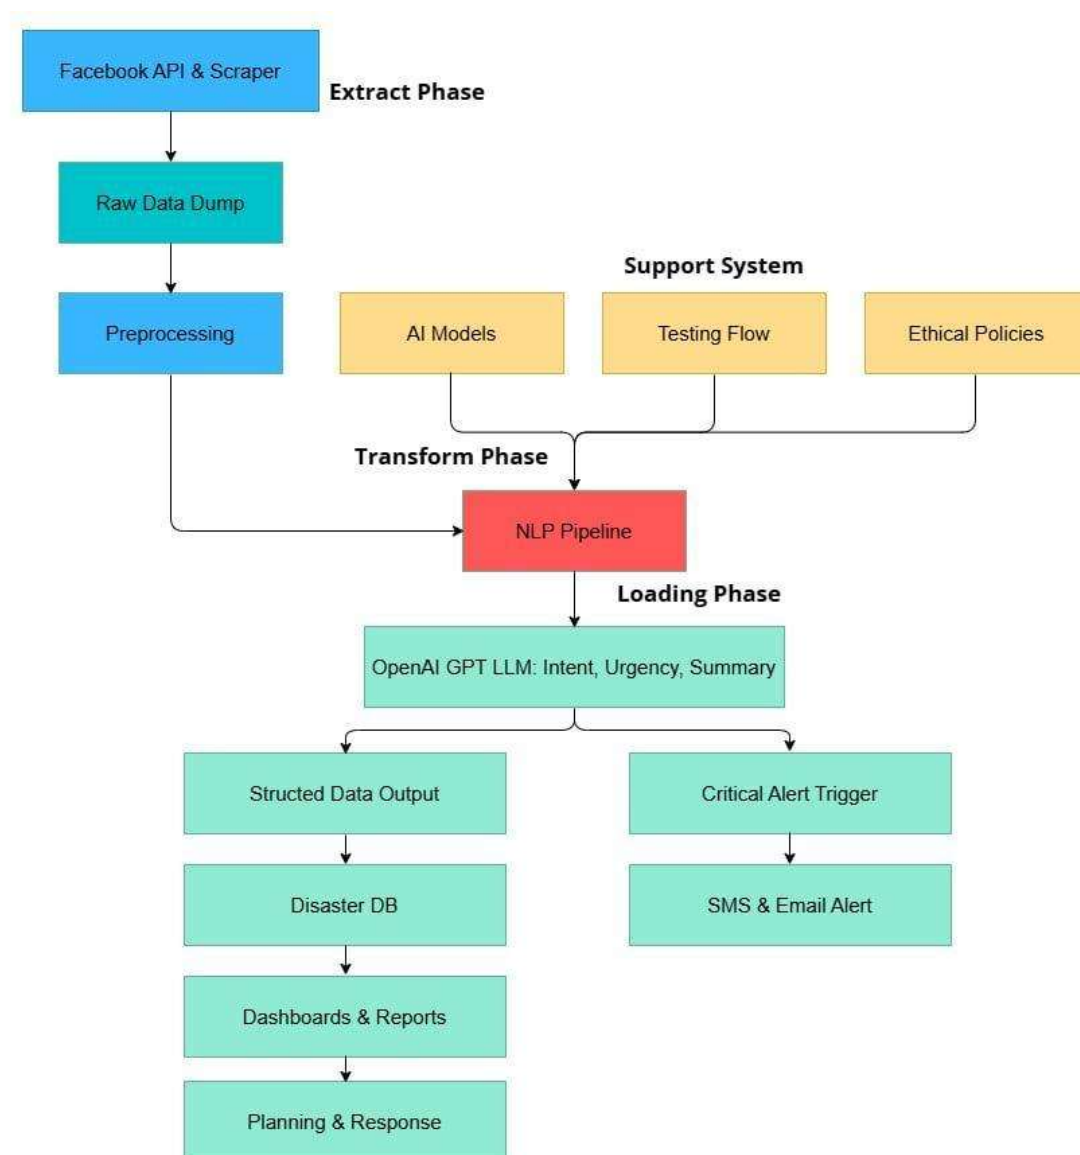 Facebook API & Scraper
Extract Phase
Raw Data Dump
Support System
Preprocessing
AI Models
Testing Flow
Ethical Policies
Transform Phase
NLP Pipeline
Loading Phase
OpenAI GPT LLM: Intent, Urgency, Summary
Structed Data Output
Critical Alert Trigger
Disaster DB
SMS & Email Alert
Dashboards & Reports
Planning & Response